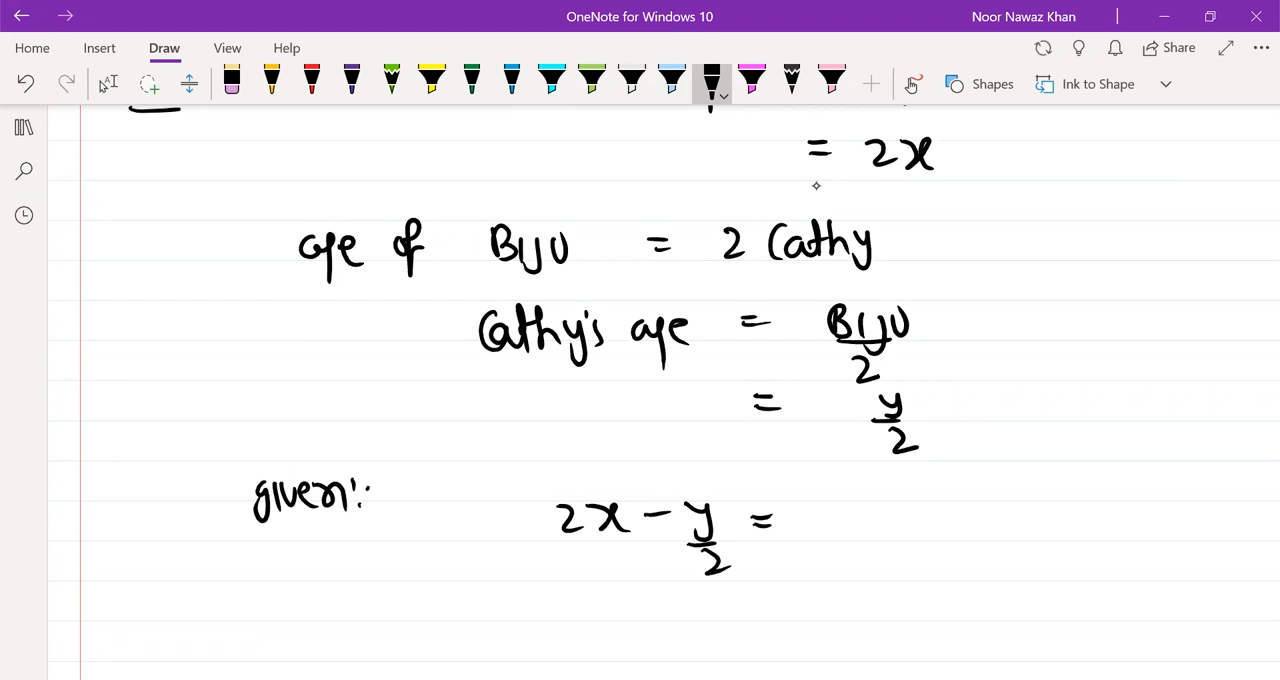 OneNote for Windows 10
Noor Nawaz Khan
Home Insert Draw View Help Share
Shapes Ink to Shape
= 2x
age of Biju = 2 Cathy
Cathy's age = Biju/2
= y/2
given:
2x - y/2 =